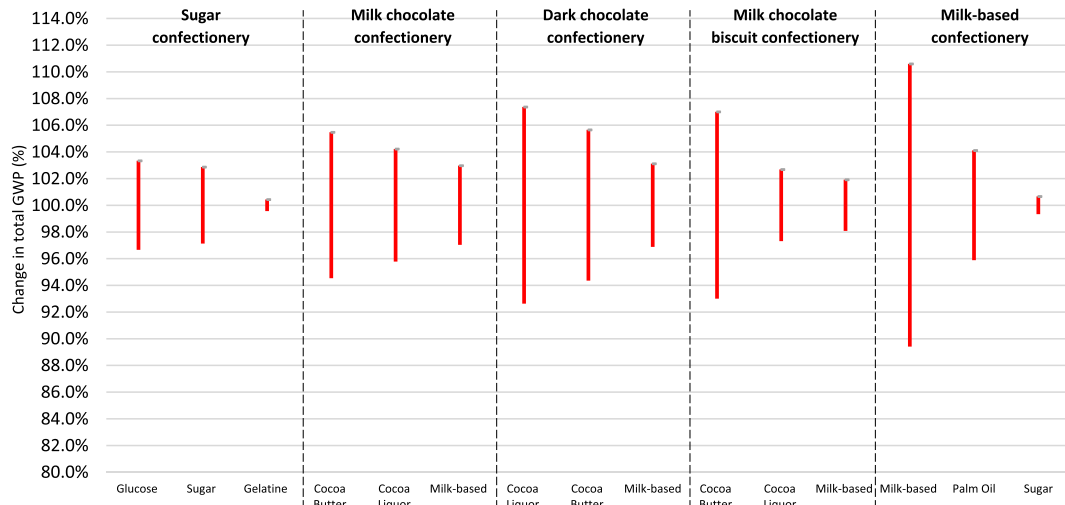 Sugar
confectionery
Milk chocolate
confectionery
Dark chocolate
confectionery
Milk chocolate
biscuit confectionery
Milk-based
confectionery
Change in total GWP (%)
114.0%
112.0%
110.0%
108.0%
106.0%
104.0%
102.0%
100.0%
98.0%
96.0%
94.0%
92.0%
90.0%
88.0%
86.0%
84.0%
82.0%
80.0%
Glucose
Sugar
Gelatine
Cocoa
Butter
Cocoa
Liquor
Milk-based
Cocoa
Liquor
Cocoa
Butter
Milk-based
Cocoa
Butter
Cocoa
Liquor
Milk-based
Milk-based
Palm Oil
Sugar